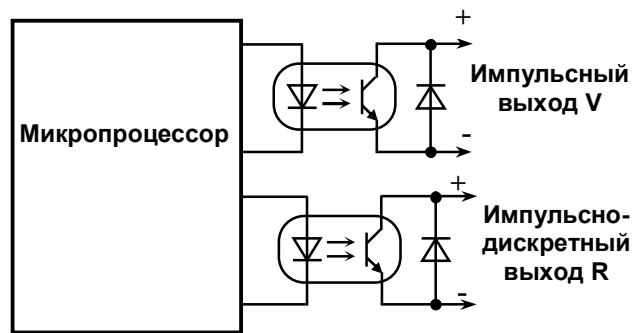 Микропроцессор
+
Импульсный
выход V
-
+
Импульсно-
дискретный
выход R
-